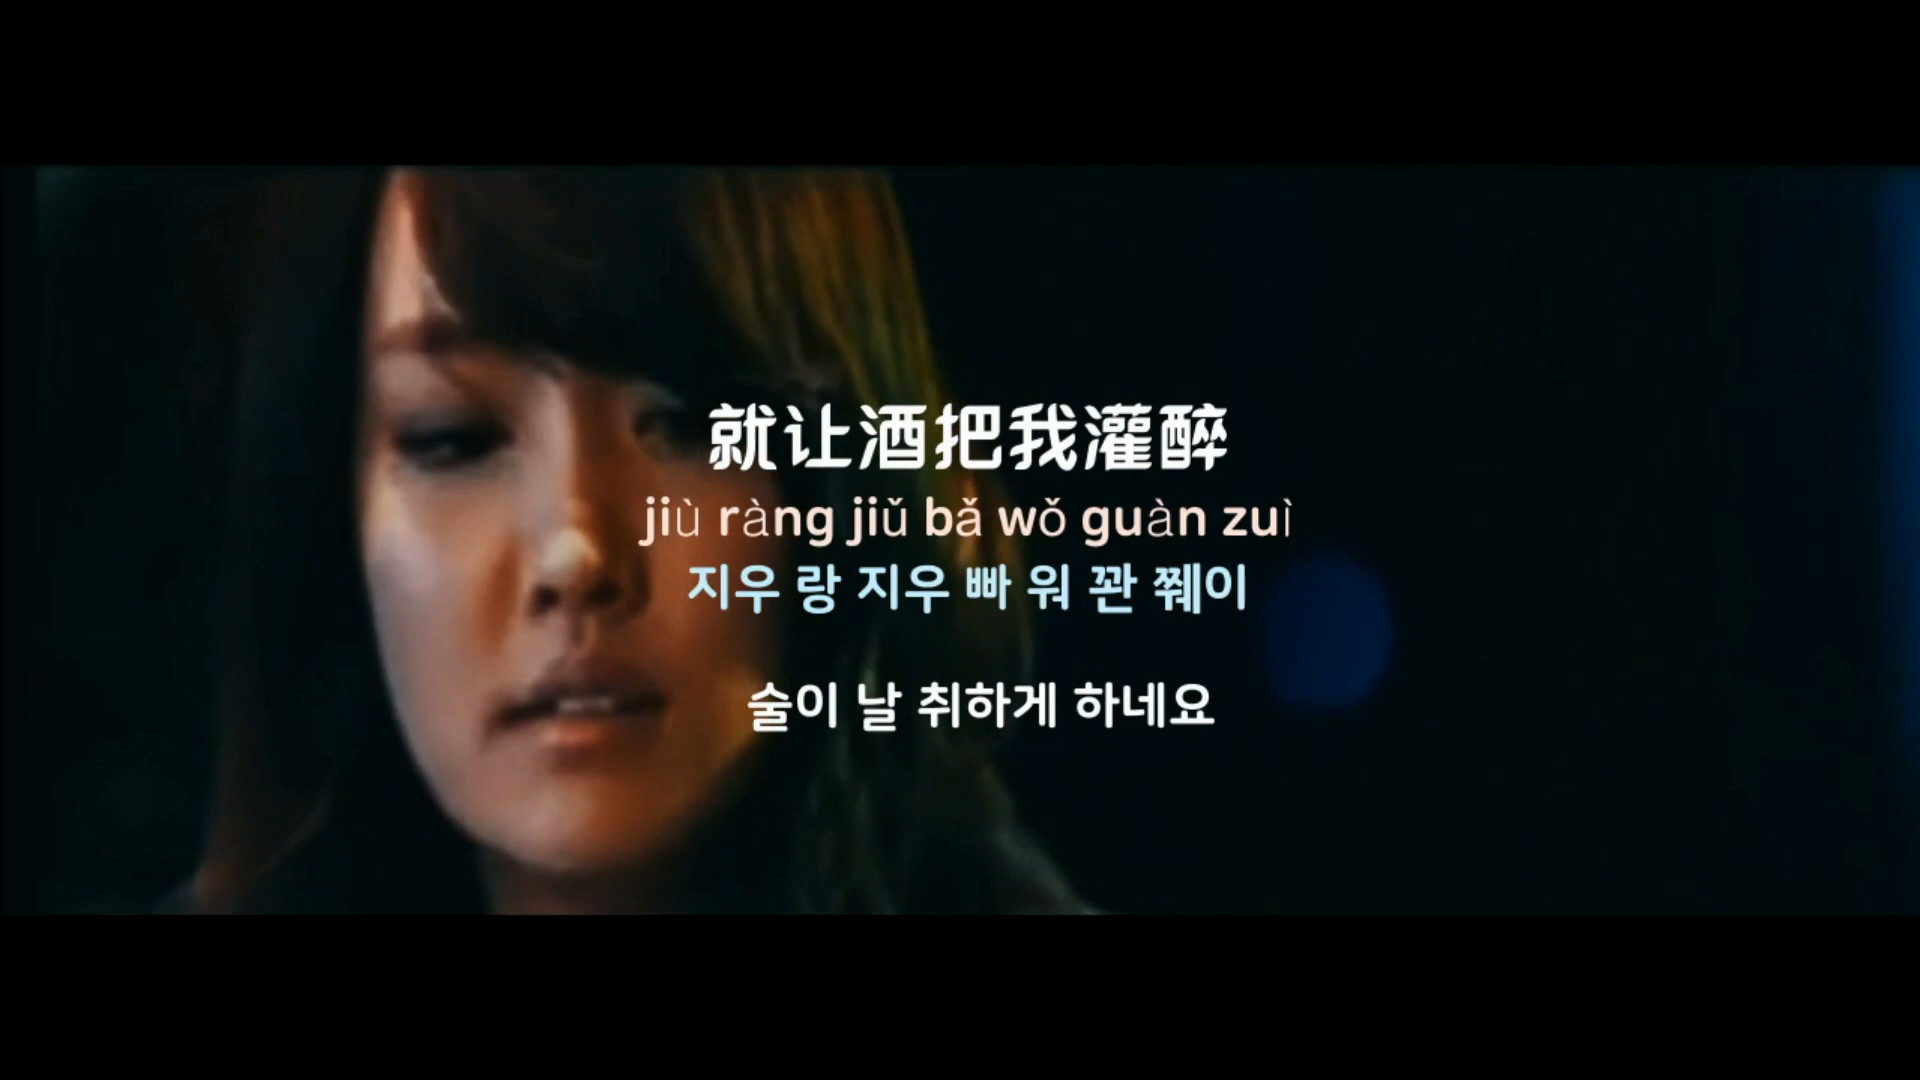 就让酒把我灌醉
jiù ràng jiǔ bǎ wǒ guàn zuì
지우 랑 지우 빠 워 꽌 쮀이
술이 날 취하게 하네요